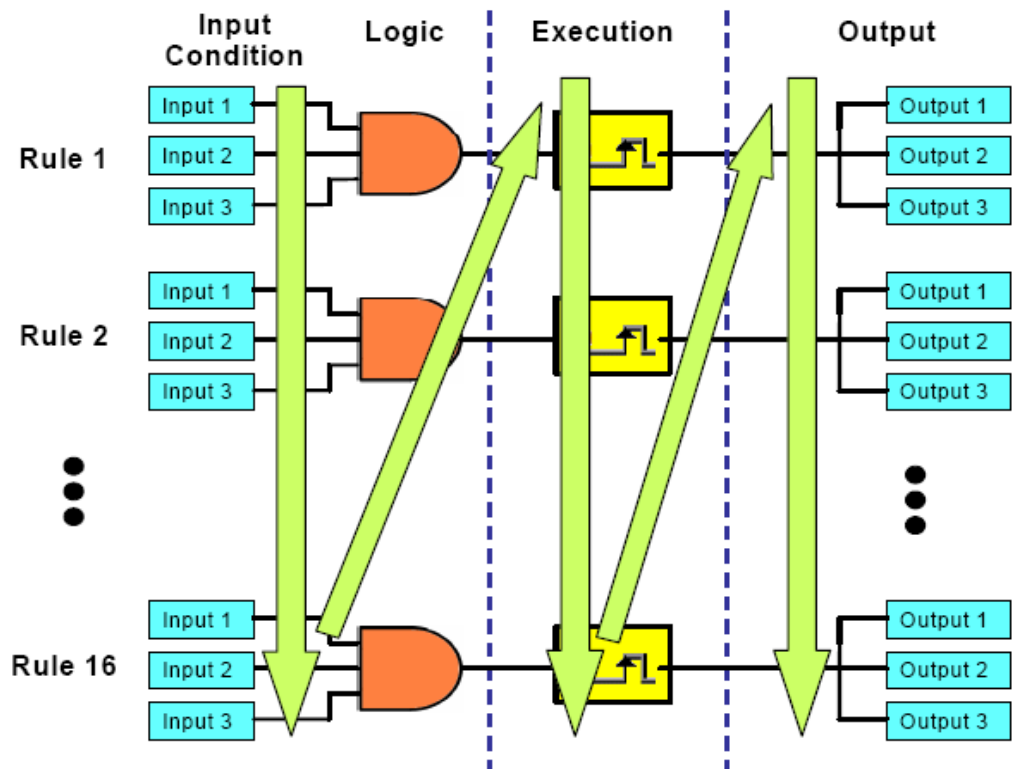 Input
Condition
Logic
Execution
Output
Input 1
Output 1
Rule 1
Input 2
Output 2
Input 3
Output 3
Input 1
Output 1
Rule 2
Input 2
Output 2
Input 3
Output 3
Input 1
Output 1
Rule 16
Input 2
Output 2
Input 3
Output 3